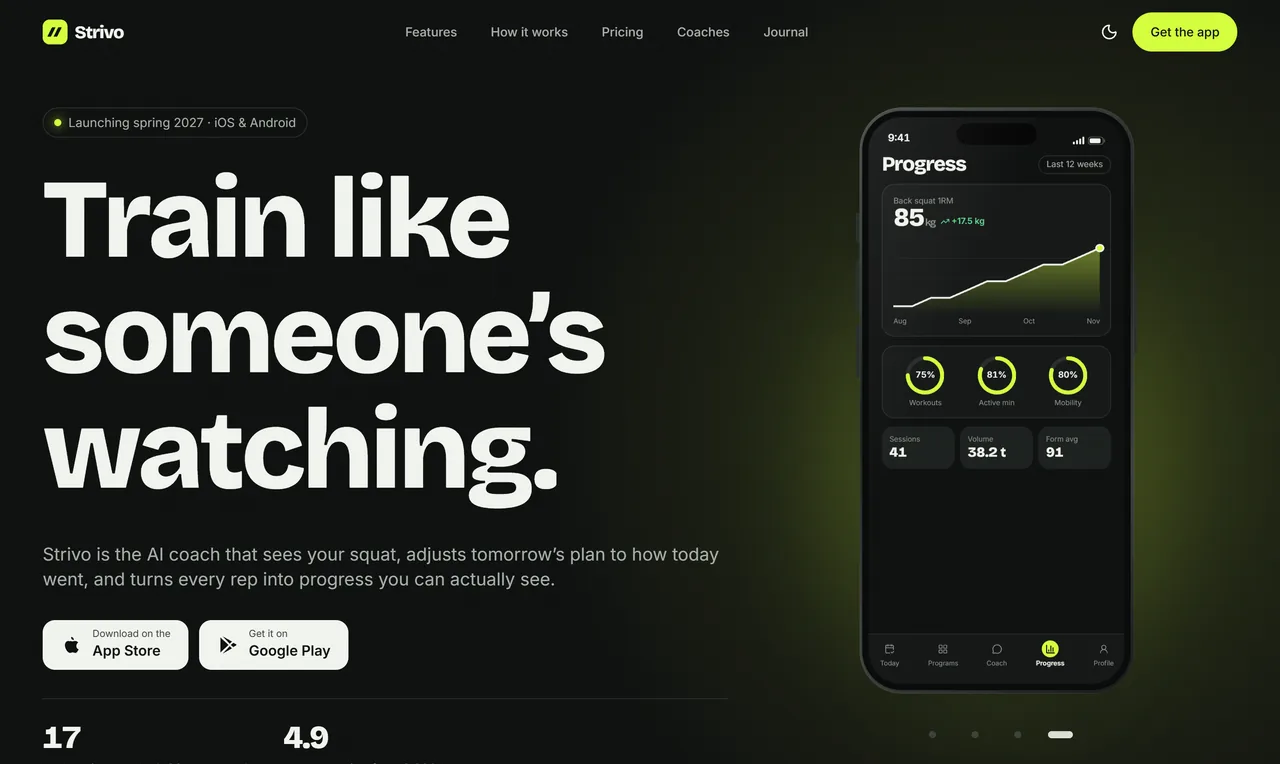 Strivo
Features
How it works
Pricing
Coaches
Journal
Get the app
Launching spring 2027 · iOS & Android
Train like
someone’s
watching.
Strivo is the AI coach that sees your squat, adjusts tomorrow’s plan to how today
went, and turns every rep into progress you can actually see.
Download on the
App Store
Get it on
Google Play
17
4.9
9:41
Progress
Last 12 weeks
Back squat 1RM
85 kg +17.5 kg
Aug Sep Oct Nov
75% 81% 80%
Workouts Active min Mobility
Sessions Volume Form avg
41 38.2 t 91
Today Programs Coach Progress Profile